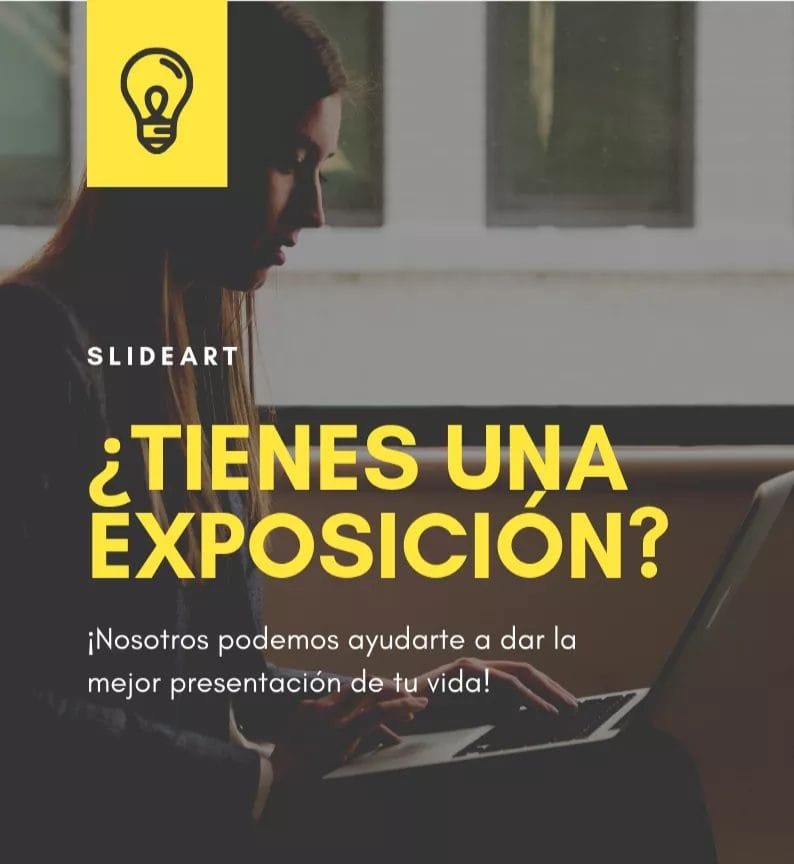 SLIDEART
¿TIENES UNA
EXPOSICIÓN?
¡Nosotros podemos ayudarte a dar la
mejor presentación de tu vida!